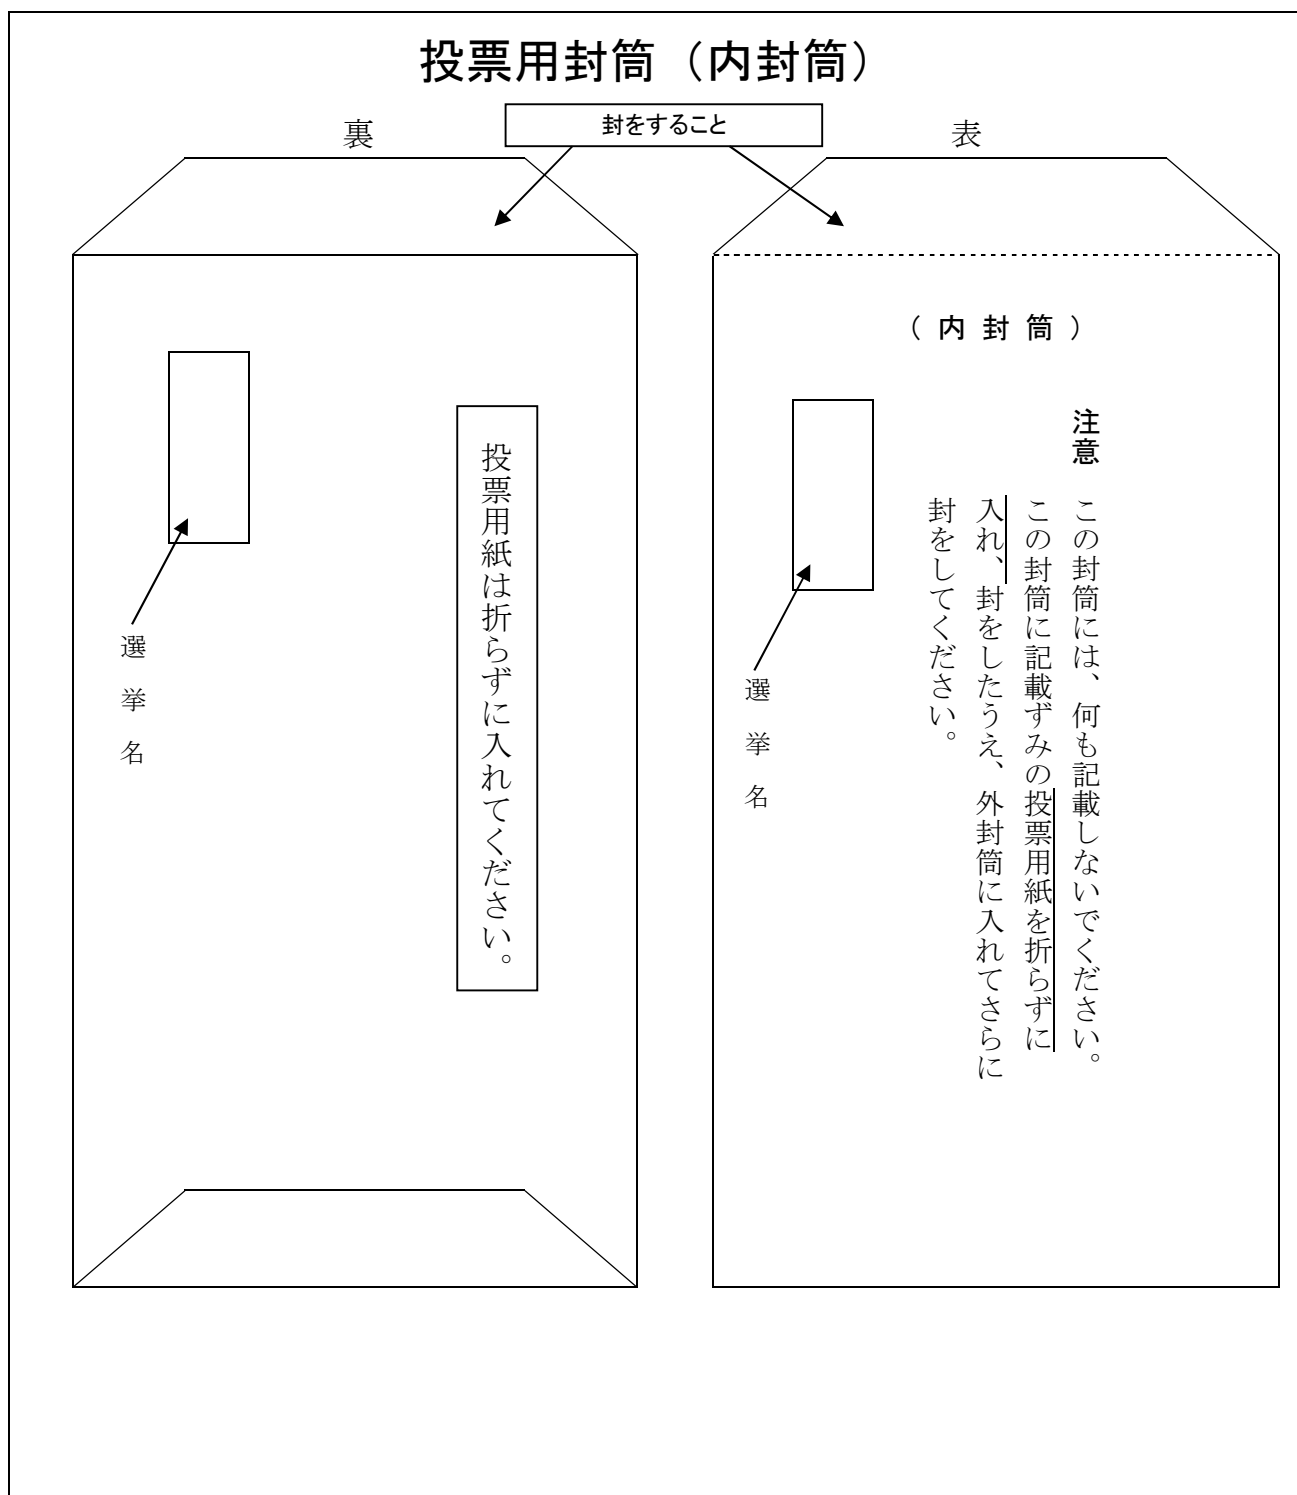 投票用封筒（内封筒）
封をすること
表
（内封筒）
注意　この封筒には、何も記載しないでください。
この封筒に記載ずみの投票用紙を折らずに
入れ、封をしたうえ、外封筒に入れてさらに
封をしてください。
選挙名
裏
投票用紙は折らずに入れてください。
選挙名